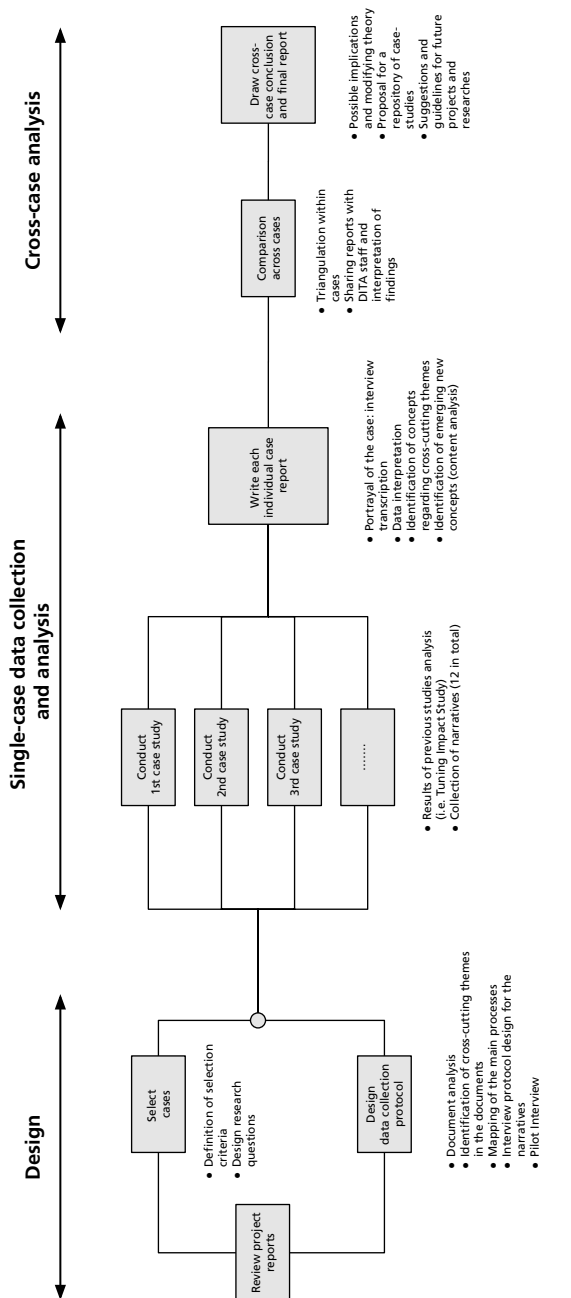 Design
Review project
reports
Select
cases
• Definition of selection
criteria
• Design research
questions
Design
data collection
protocol
• Document analysis
• Identification of cross-cutting themes
in the documents
• Mapping of the main processes
• Interview protocol design for the
narratives
• Pilot Interview
Single-case data collection
and analysis
Conduct
1st case study
Conduct
2nd case study
Conduct
3rd case study
........
• Results of previous studies analysis
(i.e. Tuning Impact Study)
• Collection of narratives (12 in total)
Write each
individual case
report
• Portrayal of the case: interview
transcription
• Data interpretation
• Identification of concepts
regarding cross-cutting themes
• Identification of emerging new
concepts (content analysis)
Cross-case analysis
Comparison
across cases
• Triangulation within
cases
• Sharing reports with
DITA staff and
interpretation of
findings
Draw cross-
case conclusion
and final report
• Possible implications
and modifying theory
• Proposal for a
repository of case-
studies
• Suggestions and
guidelines for future
projects and
researches